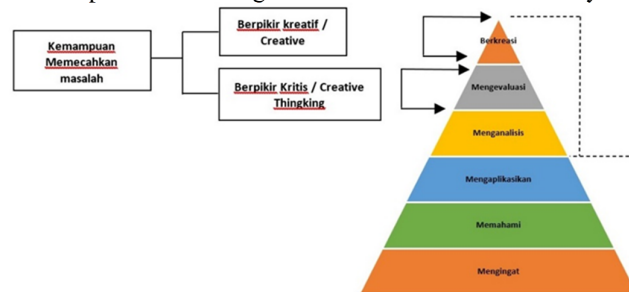 Kemampuan
Memecahkan
masalah
Berpikir kreatif /
Creative
Berpikir Kritis / Creative
Thingking
Berkreasi
Mengevaluasi
Menganalisis
Mengaplikasikan
Memahami
Mengingat